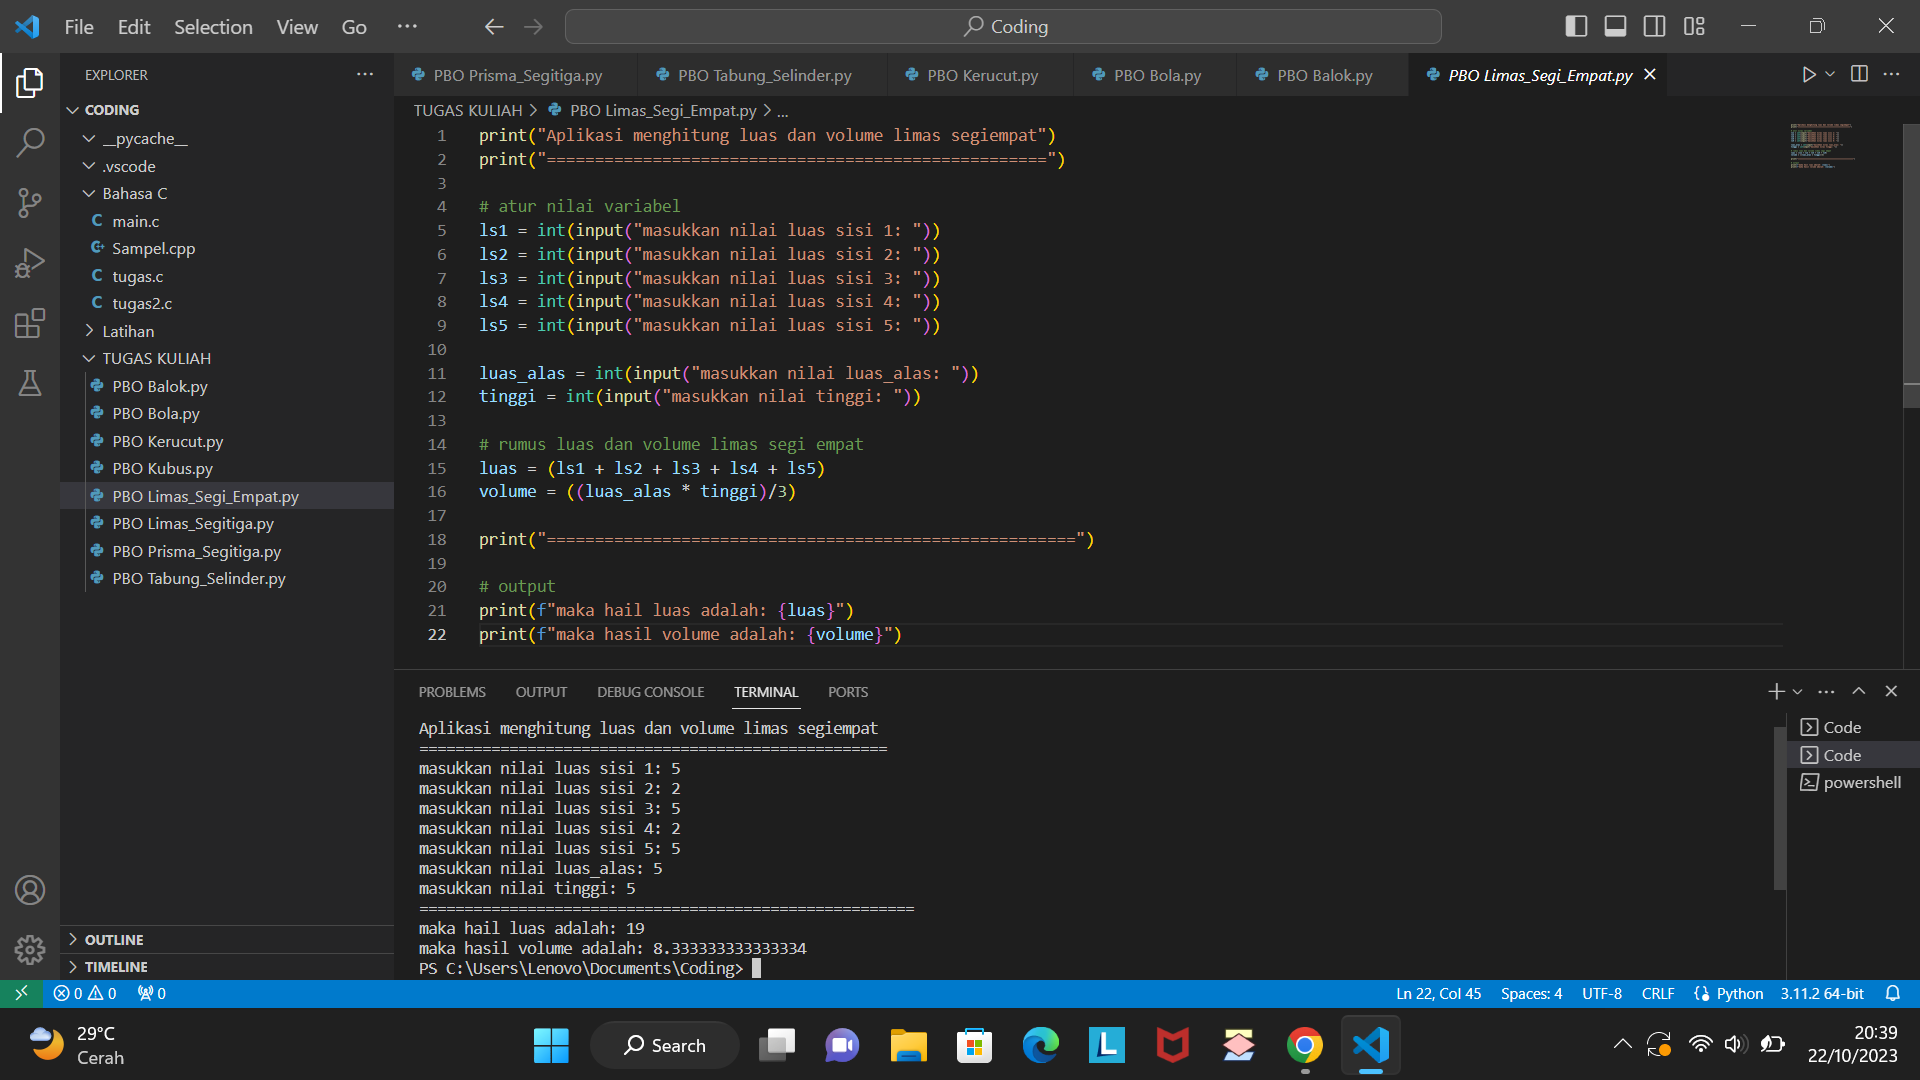 File Edit Selection View Go ··· Coding
EXPLORER ···
CODING
__pycache__
.vscode
Bahasa C
main.c
Sampel.cpp
tugas.c
tugas2.c
Latihan
TUGAS KULIAH
PBO Balok.py
PBO Bola.py
PBO Kerucut.py
PBO Kubus.py
PBO Limas_Segi_Empat.py
PBO Limas_Segitiga.py
PBO Prisma_Segitiga.py
PBO Tabung_Selinder.py
OUTLINE
TIMELINE
PBO Prisma_Segitiga.py PBO Tabung_Selinder.py PBO Kerucut.py PBO Bola.py PBO Balok.py PBO Limas_Segi_Empat.py
TUGAS KULIAH > PBO Limas_Segi_Empat.py > ...
1 print("Aplikasi menghitung luas dan volume limas segiempat")
2 print("====================================================")
3
4 # atur nilai variabel
5 ls1 = int(input("masukkan nilai luas sisi 1: "))
6 ls2 = int(input("masukkan nilai luas sisi 2: "))
7 ls3 = int(input("masukkan nilai luas sisi 3: "))
8 ls4 = int(input("masukkan nilai luas sisi 4: "))
9 ls5 = int(input("masukkan nilai luas sisi 5: "))
10
11 luas_alas = int(input("masukkan nilai luas_alas: "))
12 tinggi = int(input("masukkan nilai tinggi: "))
13
14 # rumus luas dan volume limas segi empat
15 luas = (ls1 + ls2 + ls3 + ls4 + ls5)
16 volume = ((luas_alas * tinggi)/3)
17
18 print("=======================================================")
19
20 # output
21 print(f"maka hail luas adalah: {luas}")
22 print(f"maka hasil volume adalah: {volume}")
PROBLEMS OUTPUT DEBUG CONSOLE TERMINAL PORTS
Aplikasi menghitung luas dan volume limas segiempat
====================================================
masukkan nilai luas sisi 1: 5
masukkan nilai luas sisi 2: 2
masukkan nilai luas sisi 3: 5
masukkan nilai luas sisi 4: 2
masukkan nilai luas sisi 5: 5
masukkan nilai luas_alas: 5
masukkan nilai tinggi: 5
=======================================================
maka hail luas adalah: 19
maka hasil volume adalah: 8.333333333333334
PS C:\Users\Lenovo\Documents\Coding>
Code
Code
powershell
0 0 0 Ln 22, Col 45 Spaces: 4 UTF-8 CRLF Python 3.11.2 64-bit
29°C
Cerah
Search
20:39
22/10/2023